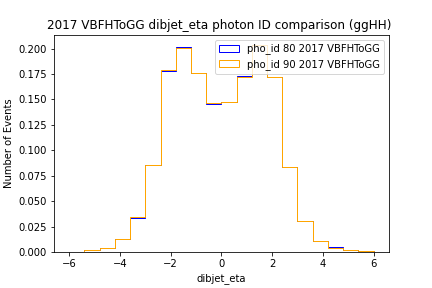 2017 VBFHToGG dibjet_eta photon ID comparison (ggHH)
pho_id 80 2017 VBFHToGG
pho_id 90 2017 VBFHToGG
Number of Events
0.200
0.175
0.150
0.125
0.100
0.075
0.050
0.025
0.000
−6 −4 −2 0 2 4 6
dibjet_eta